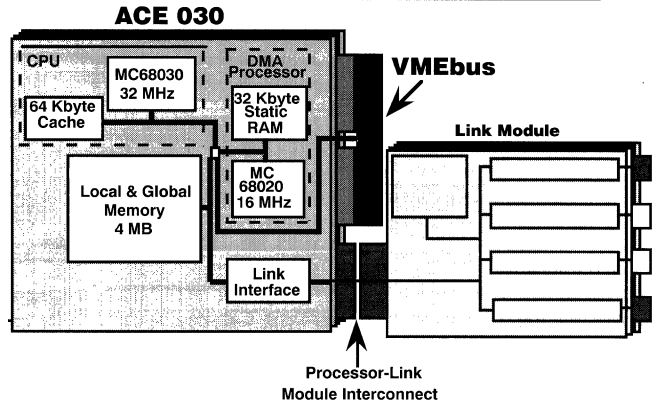 ACE 030
CPU
MC68030
32 MHz
64 Kbyte
Cache
DMA
Processor
32 Kbyte
Static
RAM
MC
68020
16 MHz
Local & Global
Memory
4 MB
Link
Interface
VMEbus
Link Module
Processor-Link
Module Interconnect